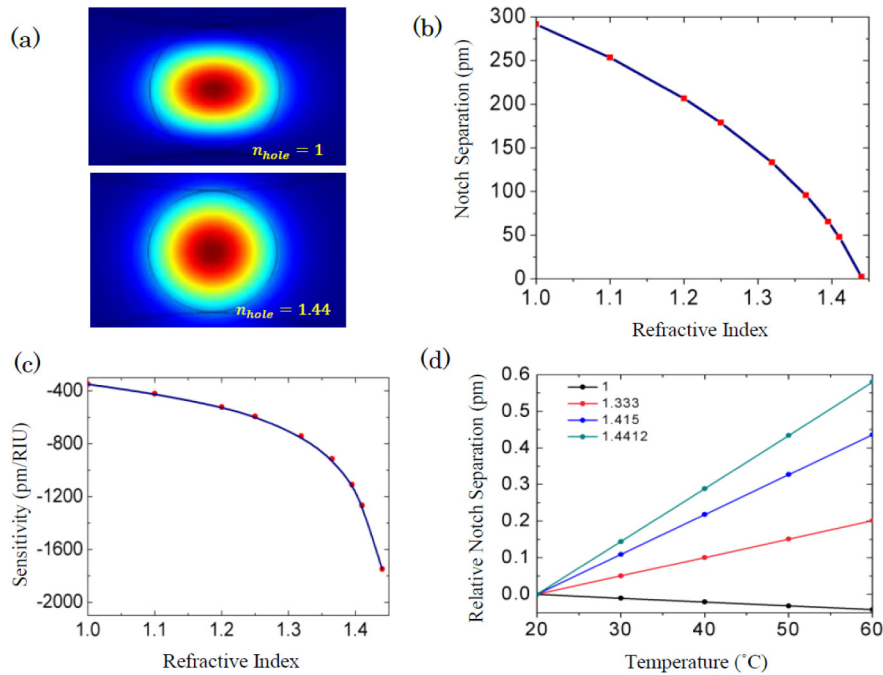 (a)
n_hole = 1
n_hole = 1.44
(b)
Notch Separation (pm)
300
250
200
150
100
50
0
1.0 1.1 1.2 1.3 1.4
Refractive Index
(c)
Sensitivity (pm/RIU)
-400
-800
-1200
-1600
-2000
1.0 1.1 1.2 1.3 1.4
Refractive Index
(d)
Relative Notch Separation (pm)
0.6
0.5
0.4
0.3
0.2
0.1
0.0
1
1.333
1.415
1.4412
20 30 40 50 60
Temperature (˚C)